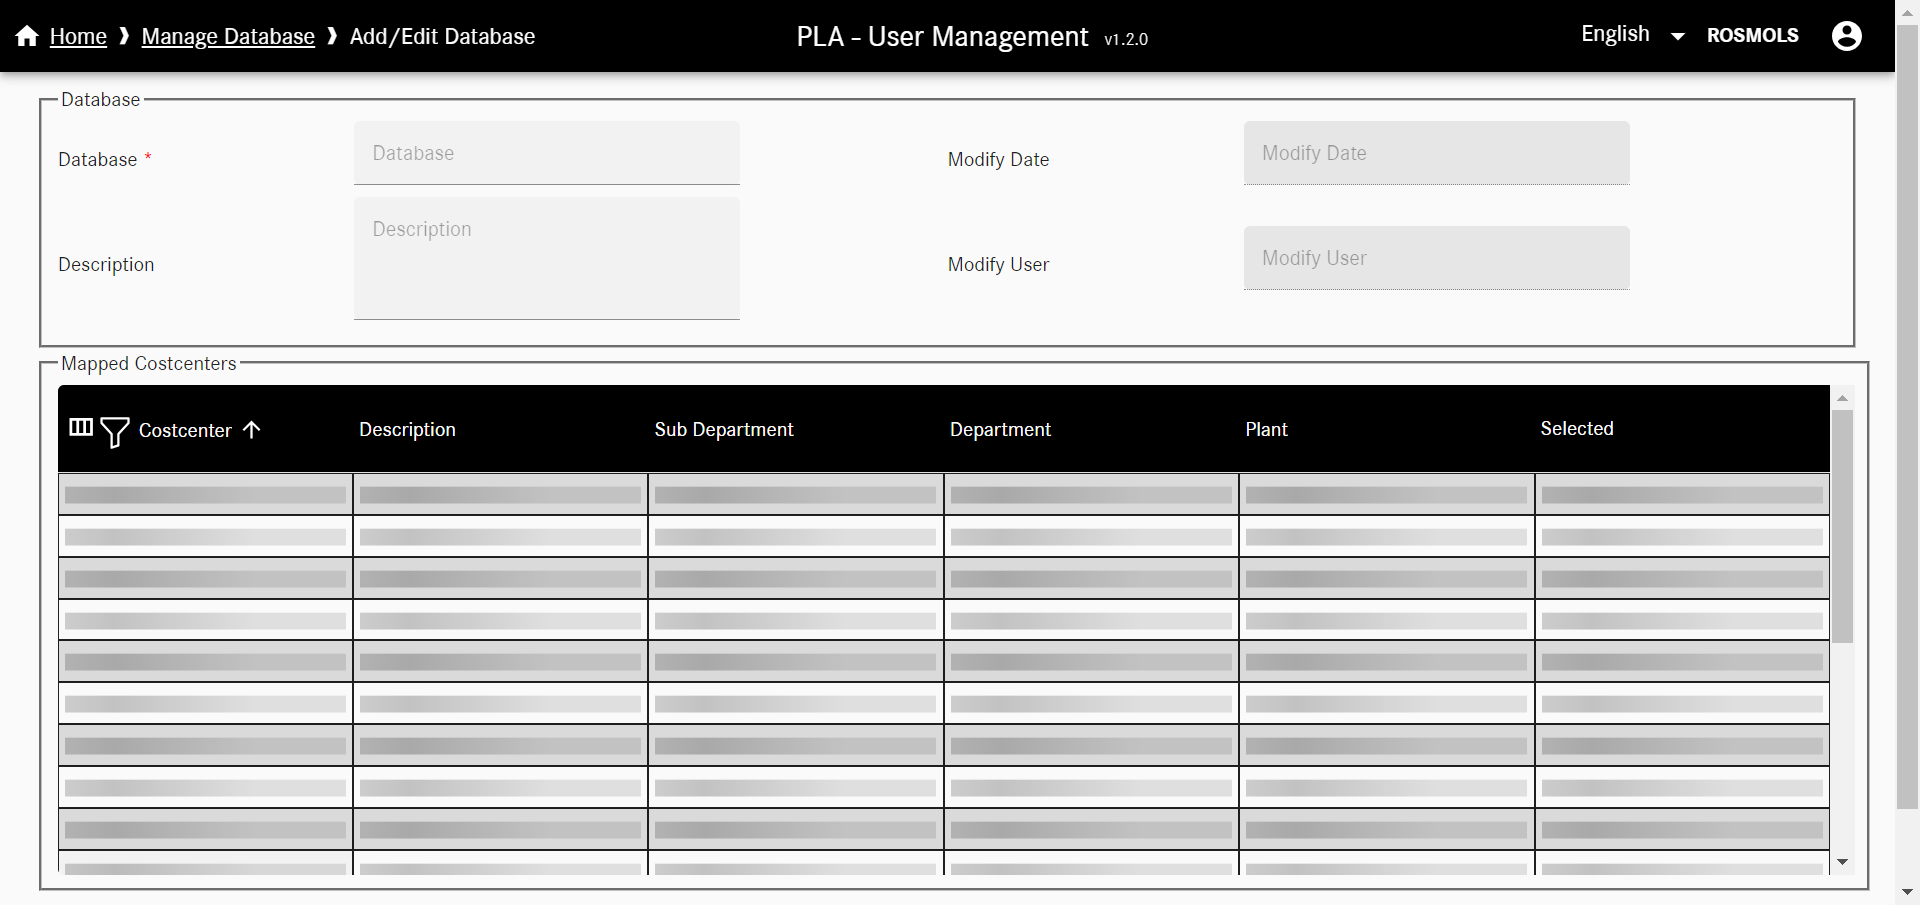 Home ❱ Manage Database ❱ Add/Edit Database
PLA - User Management v1.2.0
English
ROSMOLS
Database
Database *
Database
Modify Date
Modify Date
Description
Description
Modify User
Modify User
Mapped Costcenters
Costcenter Description Sub Department Department Plant Selected